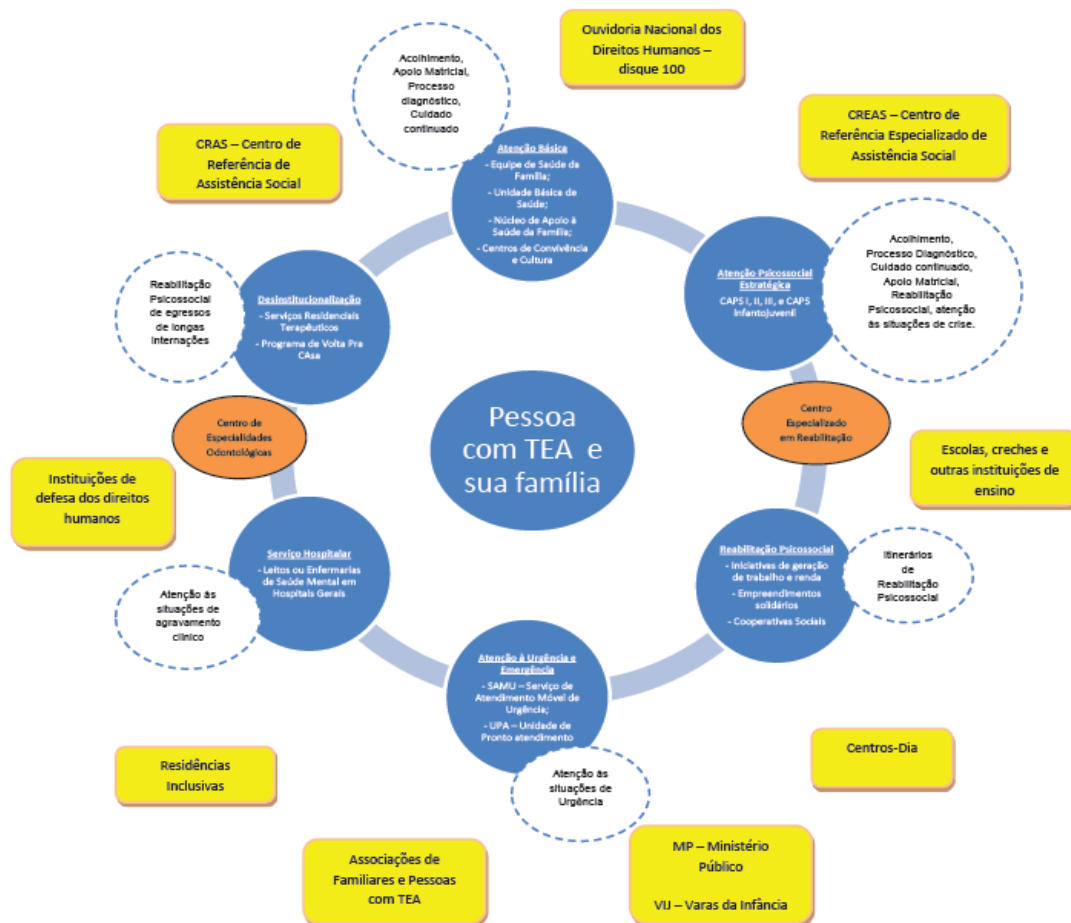 Ouvidoria Nacional dos
Direitos Humanos –
disque 100
Acolhimento,
Apoio Matricial,
Processo
diagnóstico,
Cuidado
continuado
CREAS – Centro de
Referência Especializado de
Assistência Social
CRAS – Centro de
Referência de
Assistência Social
Atenção Básica
- Equipe de Saúde da
Família;
- Unidade Básica de
Saúde;
- Núcleo de Apoio à
Saúde da Família;
- Centros de Convivência
e Cultura
Acolhimento,
Processo Diagnóstico,
Cuidado continuado,
Apoio Matricial,
Reabilitação
Psicossocial, atenção
às situações de crise.
Atenção Psicossocial
Estratégica
CAPS I, II, III, e CAPS
Infantojuvenil
Reabilitação
Psicossocial
de egressos
de longas
Internações
Desinstitucionalização
- Serviços Residenciais
Terapêuticos
- Programa de Volta Pra
CAsa
Pessoa
com TEA e
sua família
Centro de
Especialidades
Odontológicas
Centro
Especializado
em Reabilitação
Instituições de
defesa dos direitos
humanos
Escolas, creches e
outras instituições de
ensino
Serviço Hospitalar
- Leitos ou Enfermarias
de Saúde Mental em
Hospitais Gerais
Reabilitação Psicossocial
- Iniciativas de geração
de trabalho e renda
- Empreendimentos
solidários
- Cooperativas Sociais
Itinerários
de
Reabilitação
Psicossocial
Atenção às
situações de
agravamento
clínico
Atenção à Urgência e
Emergência
- SAMU – Serviço de
Atendimento Móvel de
Urgência;
- UPA – Unidade de
Pronto atendimento
Atenção às
situações de
Urgência
Centros-Dia
Residências
Inclusivas
Associações de
Familiares e Pessoas
com TEA
MP – Ministério
Público
VIJ – Varas da Infância